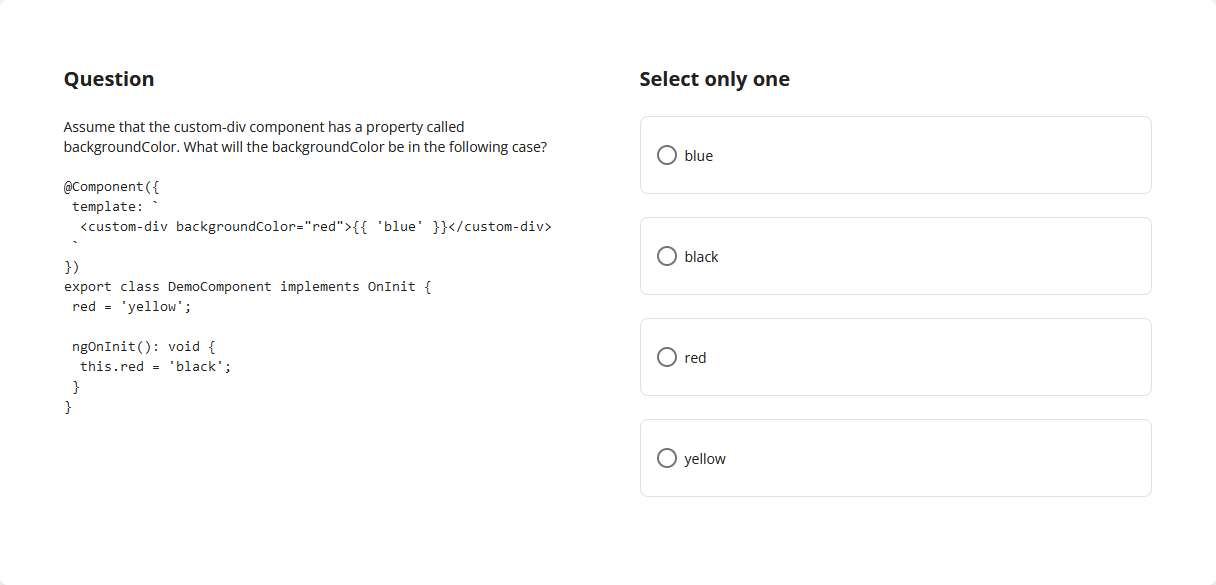 Question
Assume that the custom-div component has a property called
backgroundColor. What will the backgroundColor be in the following case?
@Component({
 template: `
  <custom-div backgroundColor="red">{{ 'blue' }}</custom-div>
 `
})
export class DemoComponent implements OnInit {
 red = 'yellow';
 ngOnInit(): void {
  this.red = 'black';
 }
}
Select only one
blue
black
red
yellow